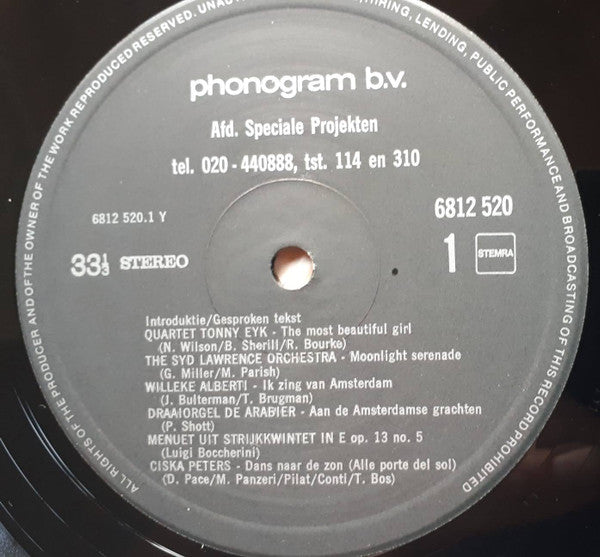 ALL RIGHTS OF THE PRODUCER AND OF THE OWNER OF THE WORK REPRODUCED RESERVED. LENDING, PUBLIC PERFORMANCE AND BROADCASTING OF THIS RECORD PROHIBITED
phonogram b.v.
Afd. Speciale Projekten
tel. 020-440888, tst. 114 en 310
6812 520.1 Y
6812 520
33⅓ STEREO
1 STEMRA
Introduktie/Gesproken tekst
QUARTET TONNY EYK - The most beautiful girl
(N. Wilson/B. Sherill/R. Bourke)
THE SYD LAWRENCE ORCHESTRA - Moonlight serenade
(G. Miller/M. Parish)
WILLEKE ALBERTI - Ik zing van Amsterdam
(J. Bulterman/T. Brugman)
DRAAIORGEL DE ARABIER - Aan de Amsterdamse grachten
(P. Shott)
MENUET UIT STRIJKKWINTET IN E op. 13 no. 5
(Luigi Boccherini)
CISKA PETERS - Dans naar de zon (Alle porte del sol)
(D. Pace/M. Panzeri/Pilat/Conti/T. Bos)